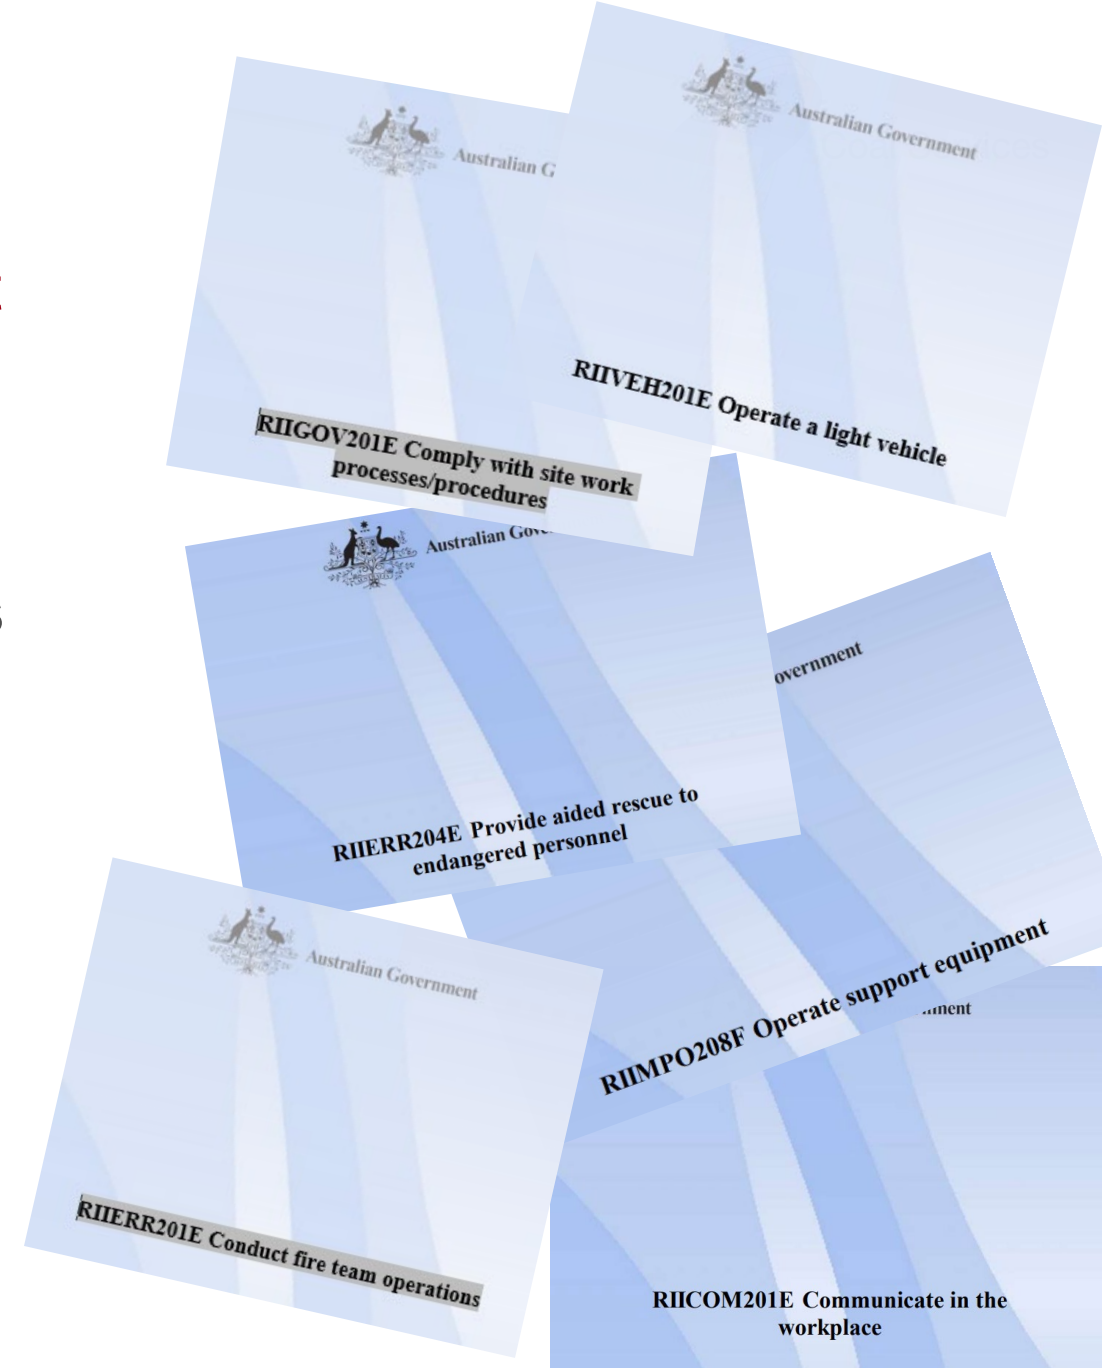 Australian G
RIIGOV201E Comply with site work
processes/procedures
Australian Government
RIIVEH201E Operate a light vehicle
Australian Gov
RIIERR204E Provide aided rescue to
endangered personnel
overnment
RIIMPO208F Operate support equipment
Australian Government
RIIERR201E Conduct fire team operations
ment
RIICOM201E Communicate in the
workplace